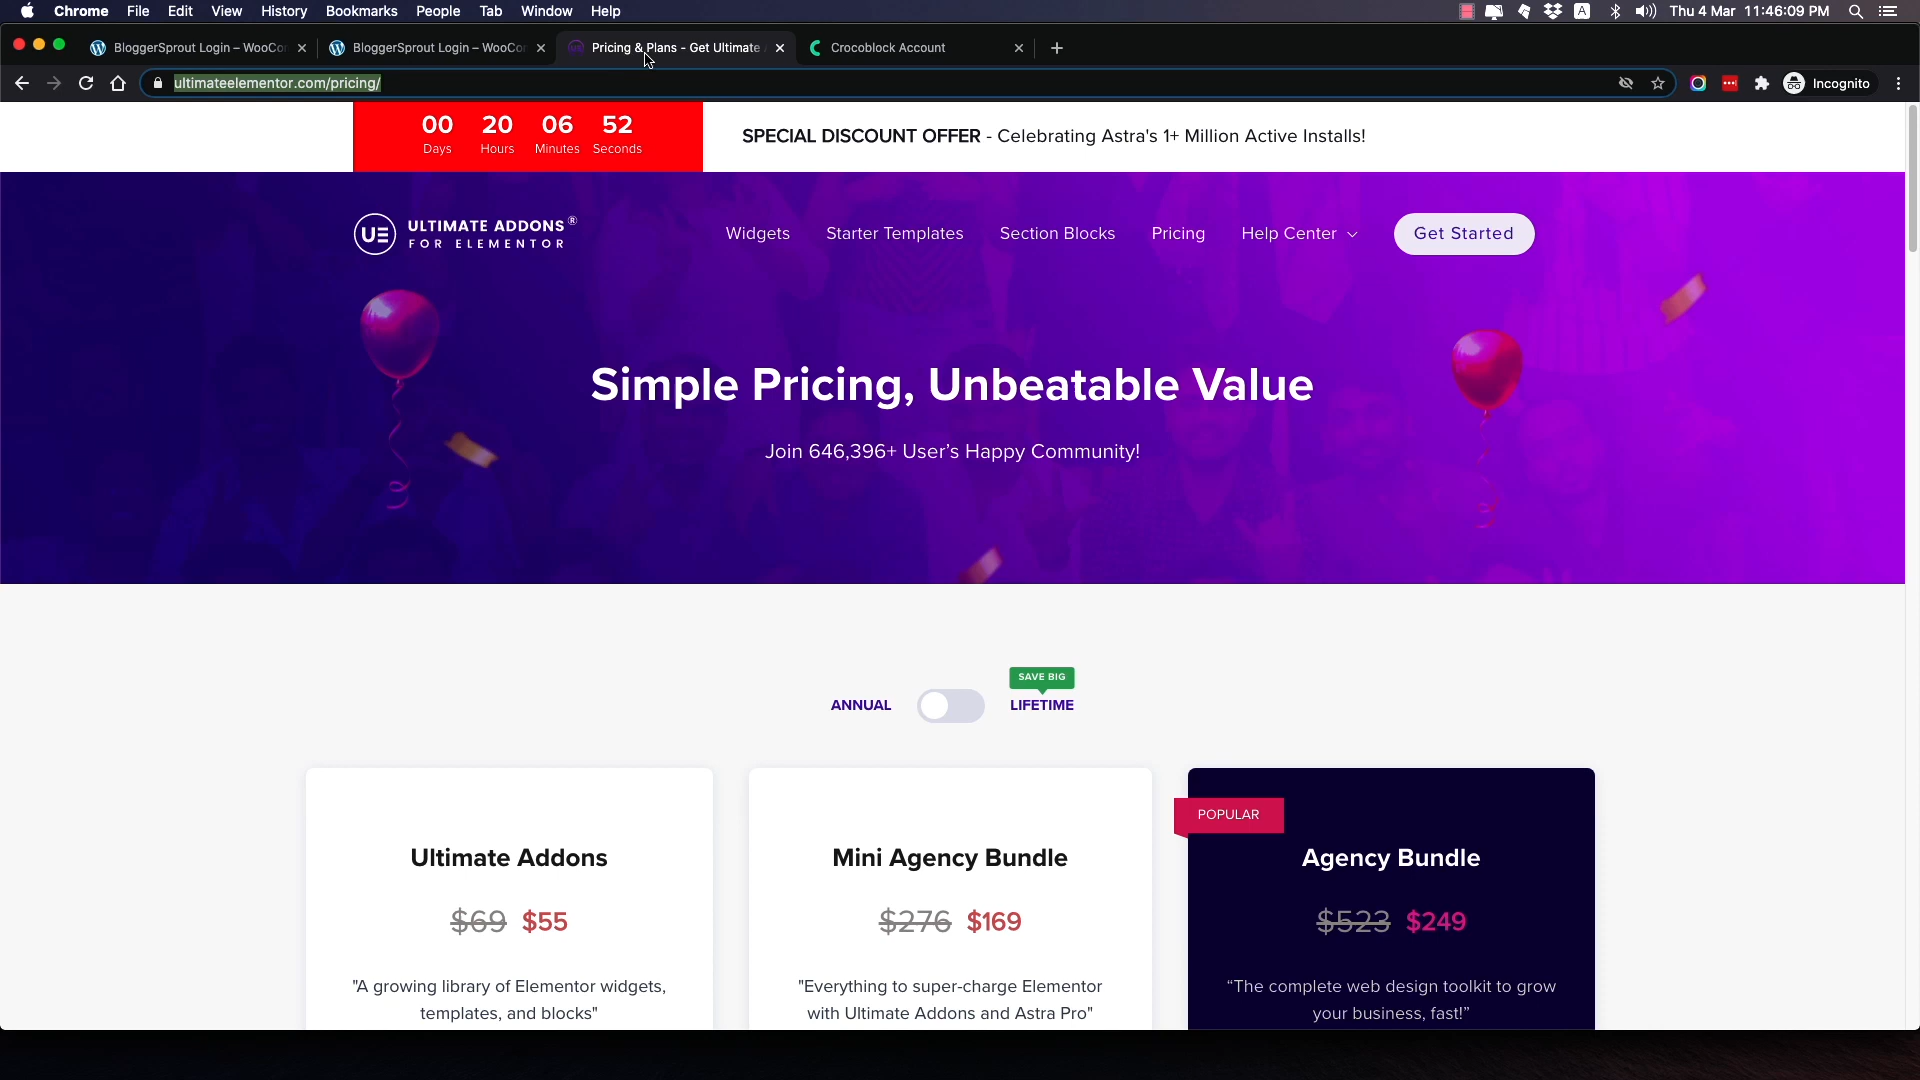 Chrome File Edit View History Bookmarks People Tab Window Help
A Thu 4 Mar 11:46:09 PM
BloggerSprout Login – WooCo
BloggerSprout Login – WooCo
Pricing & Plans - Get Ultimate
Crocoblock Account
ultimateelementor.com/pricing/
Incognito
00 20 06 52
Days Hours Minutes Seconds
SPECIAL DISCOUNT OFFER - Celebrating Astra's 1+ Million Active Installs!
UE ULTIMATE ADDONS ®
FOR ELEMENTOR
Widgets Starter Templates Section Blocks Pricing Help Center Get Started
Simple Pricing, Unbeatable Value
Join 646,396+ User’s Happy Community!
SAVE BIG
ANNUAL LIFETIME
Ultimate Addons
$69 $55
"A growing library of Elementor widgets,
templates, and blocks"
Mini Agency Bundle
$276 $169
"Everything to super-charge Elementor
with Ultimate Addons and Astra Pro"
POPULAR
Agency Bundle
$523 $249
“The complete web design toolkit to grow
your business, fast!”